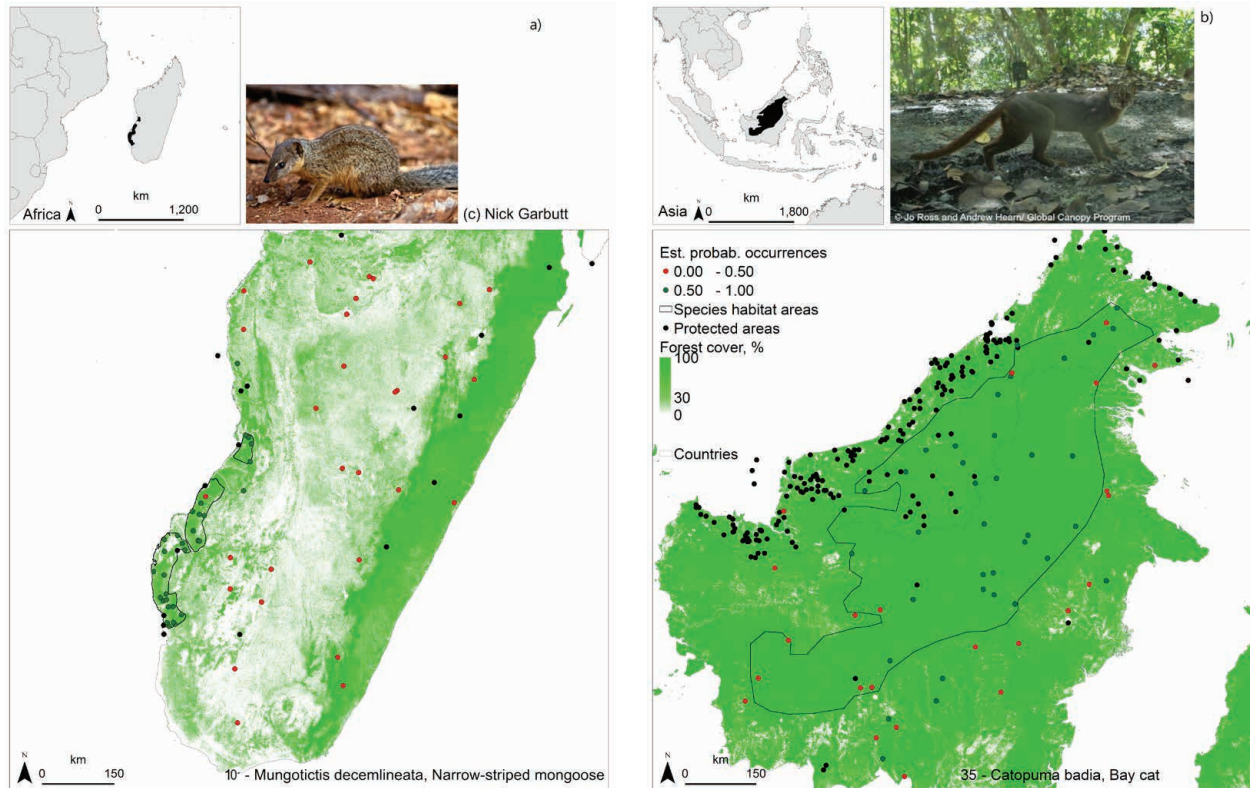 a)
km
Africa
N
0
1,200
(c) Nick Garbutt
N
km
0
150
10 - Mungotictis decemlineata, Narrow-striped mongoose
b)
km
Asia
N
0
1,800
© Jo Ross and Andrew Hearn/ Global Canopy Program
Est. probab. occurrences
0.00 - 0.50
0.50 - 1.00
Species habitat areas
Protected areas
Forest cover, %
100
30
0
Countries
N
km
0
150
35 - Catopuma badia, Bay cat